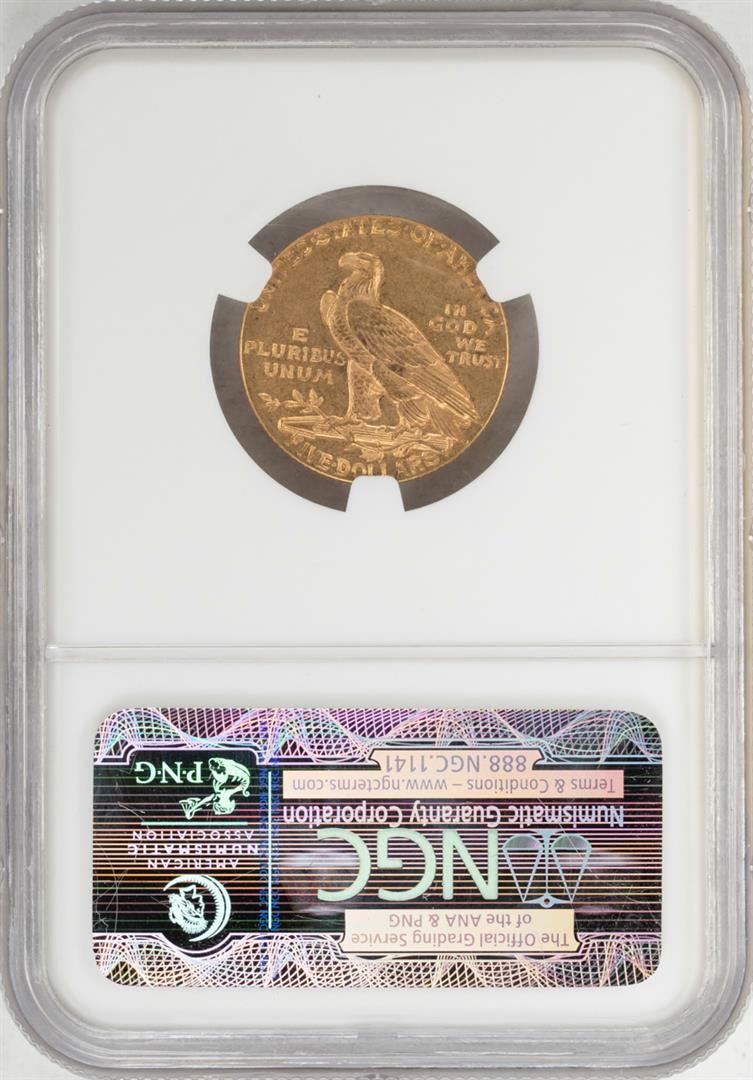 UNITED·STATES·OF·AMERICA
E
PLURIBUS
UNUM
IN
GOD
WE
TRUST
FIVE·DOLLARS
The Official Grading Service
of the ANA & PNG
NGC
Numismatic Guaranty Corporation
Terms & Conditions – www.ngcterms.com
888.NGC.1141
AMERICAN
NUMISMATIC
ASSOCIATION
P·N·G